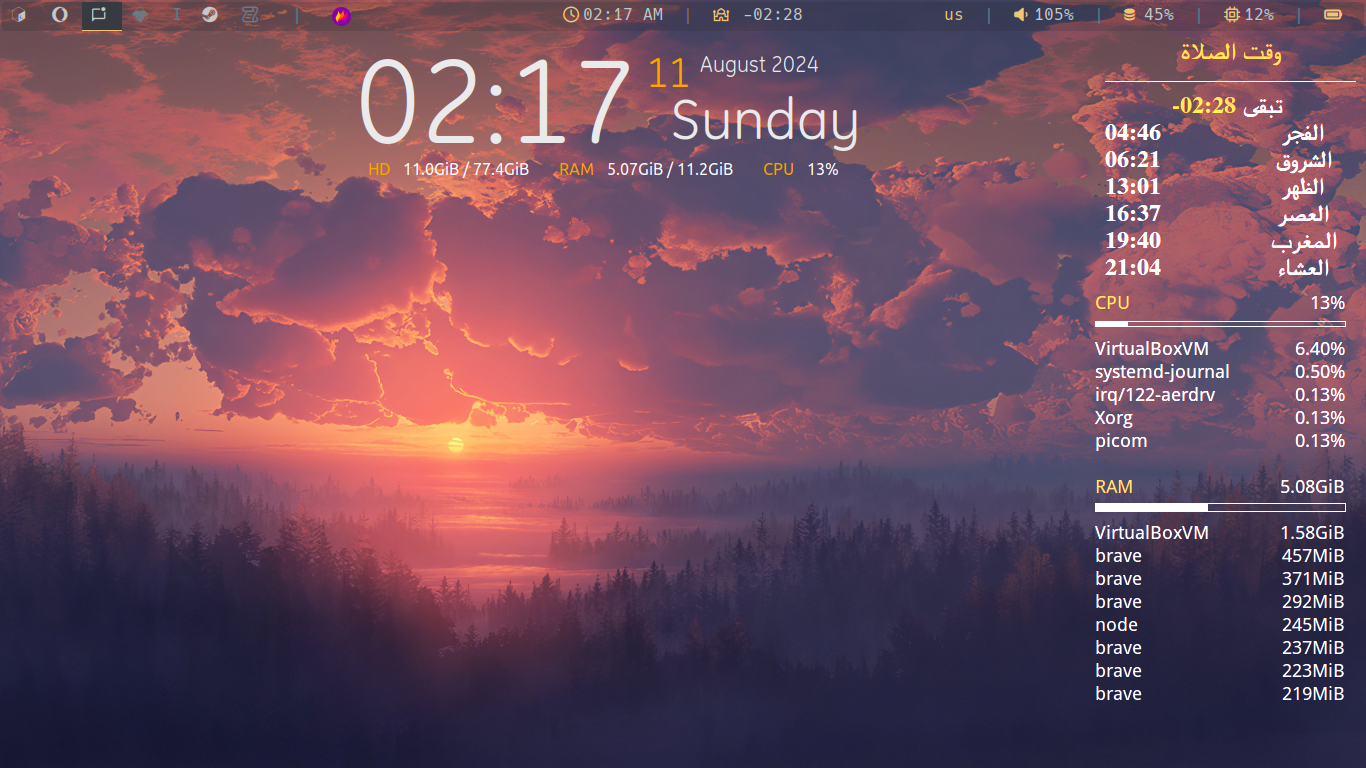 02:17 AM | -02:28 us | 105% | 45% | 12% |
02:17 11 August 2024
Sunday
HD 11.0GiB / 77.4GiB RAM 5.07GiB / 11.2GiB CPU 13%
وقت الصلاة
تبقى -02:28
الفجر 04:46
الشروق 06:21
الظهر 13:01
العصر 16:37
المغرب 19:40
العشاء 21:04
CPU 13%
VirtualBoxVM 6.40%
systemd-journal 0.50%
irq/122-aerdrv 0.13%
Xorg 0.13%
picom 0.13%
RAM 5.08GiB
VirtualBoxVM 1.58GiB
brave 457MiB
brave 371MiB
brave 292MiB
node 245MiB
brave 237MiB
brave 223MiB
brave 219MiB